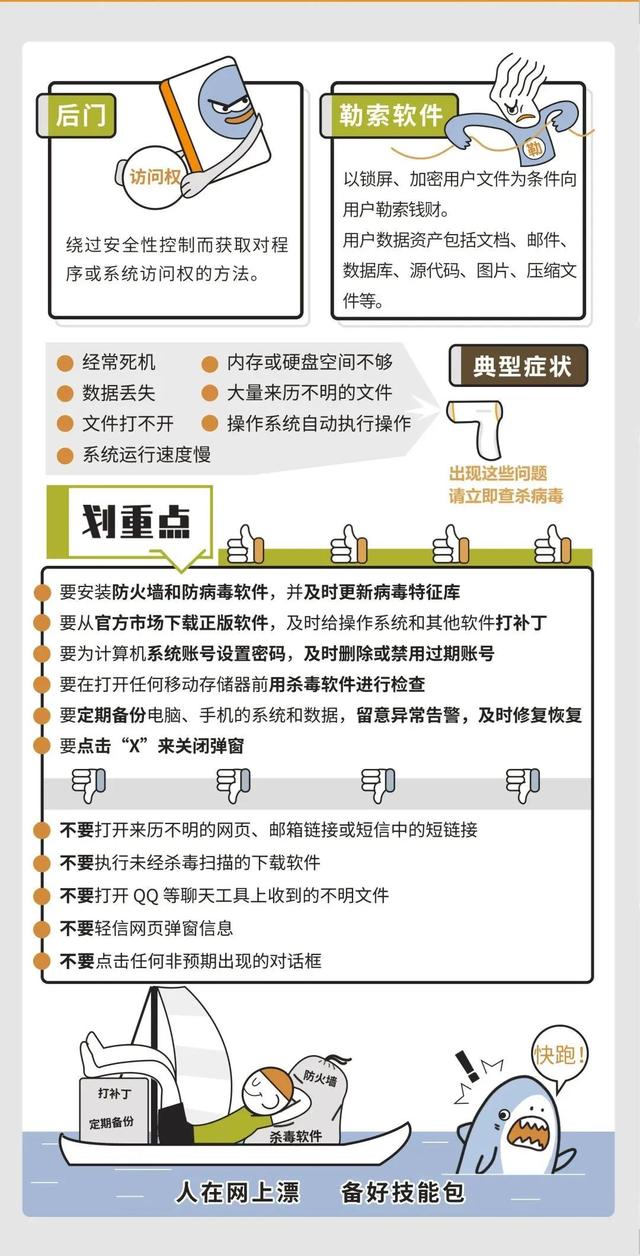 后门
访问权
绕过安全性控制而获取对程
序或系统访问权的方法。
勒索软件
勒
以锁屏、加密用户文件为条件向
用户勒索钱财。
用户数据资产包括文档、邮件、
数据库、源代码、图片、压缩文
件等。
经常死机
内存或硬盘空间不够
数据丢失
大量来历不明的文件
文件打不开
操作系统自动执行操作
系统运行速度慢
典型症状
出现这些问题
请立即查杀病毒
划重点
要安装防火墙和防病毒软件，并及时更新病毒特征库
要从官方市场下载正版软件，及时给操作系统和其他软件打补丁
要为计算机系统账号设置密码，及时删除或禁用过期账号
要在打开任何移动存储器前用杀毒软件进行检查
要定期备份电脑、手机的系统和数据，留意异常告警，及时修复恢复
要点击“X”来关闭弹窗
不要打开来历不明的网页、邮箱链接或短信中的短链接
不要执行未经杀毒扫描的下载软件
不要打开 QQ 等聊天工具上收到的不明文件
不要轻信网页弹窗信息
不要点击任何非预期出现的对话框
打补丁
定期备份
防火墙
杀毒软件
快跑！
人在网上漂 备好技能包